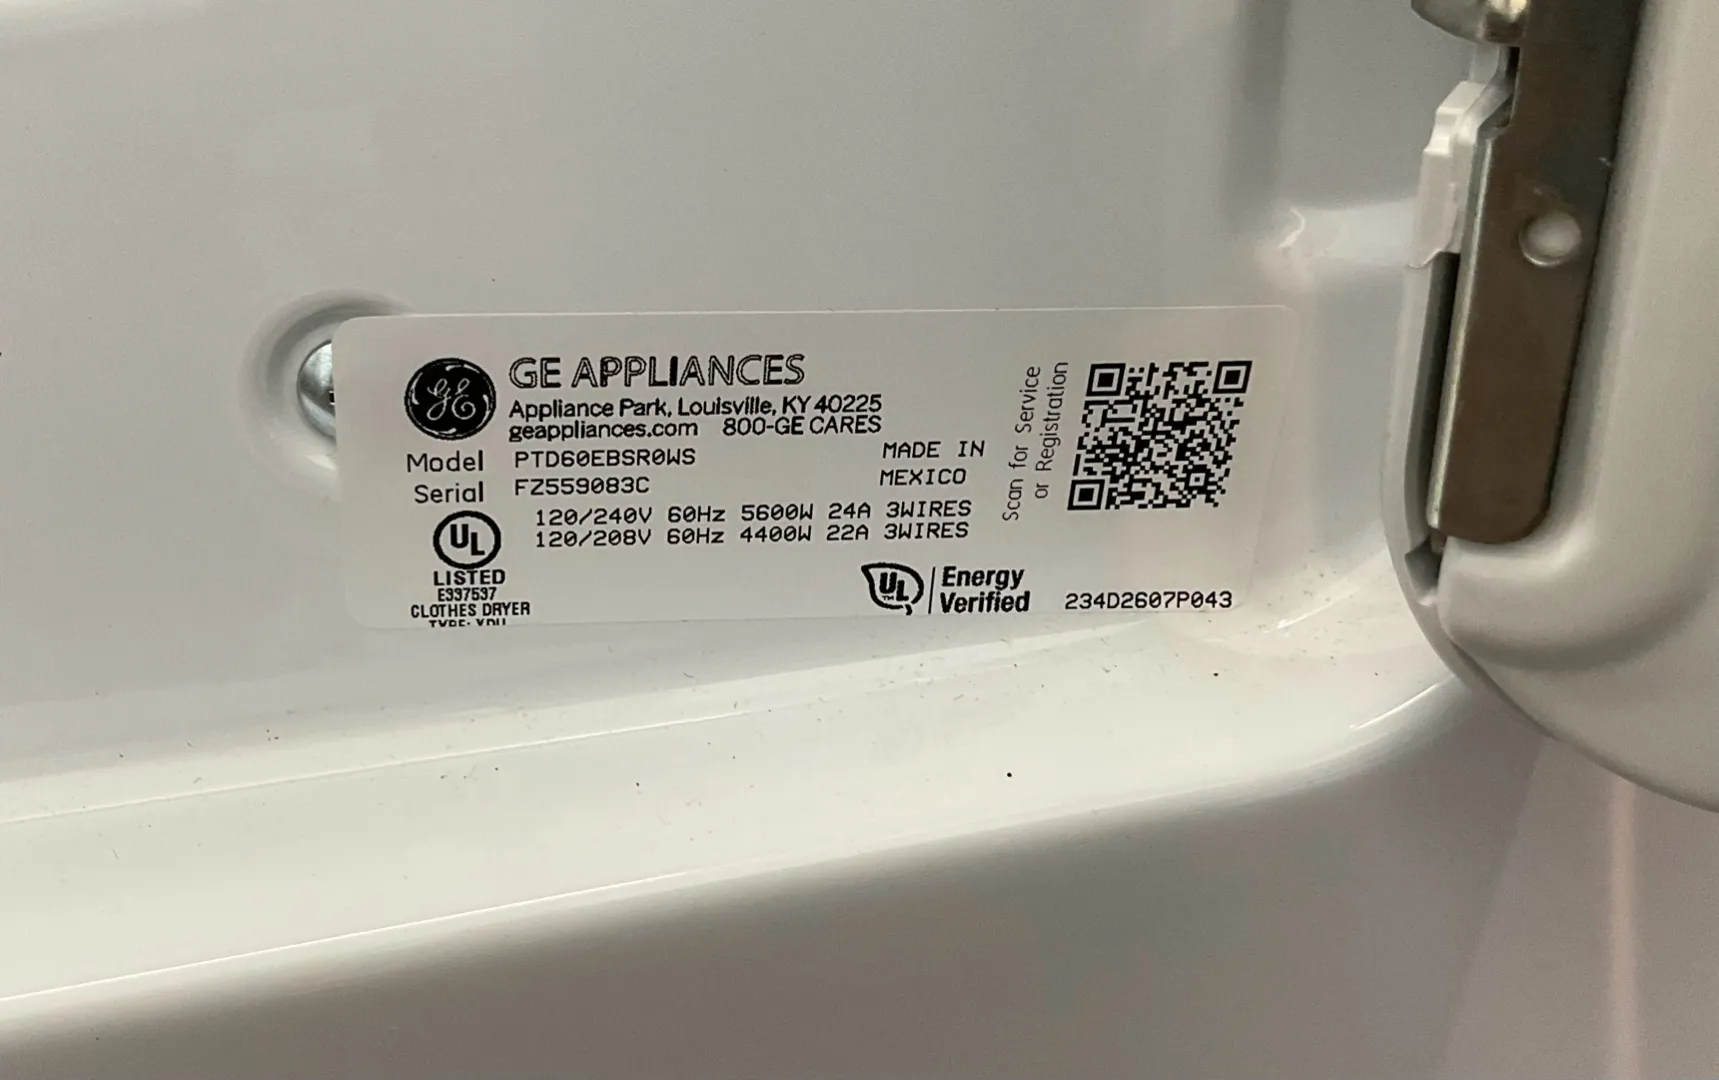 GE APPLIANCES
Appliance Park, Louisville, KY 40225
geappliances.com 800-GE CARES
Model PTD60EBSR0WS
Serial FZ559083C
MADE IN
MEXICO
120/240V 60Hz 5600W 24A 3WIRES
120/208V 60Hz 4400W 22A 3WIRES
UL
LISTED
E337537
CLOTHES DRYER
UL TM Energy
Verified
234D2607P043
Scan for Service
or Registration